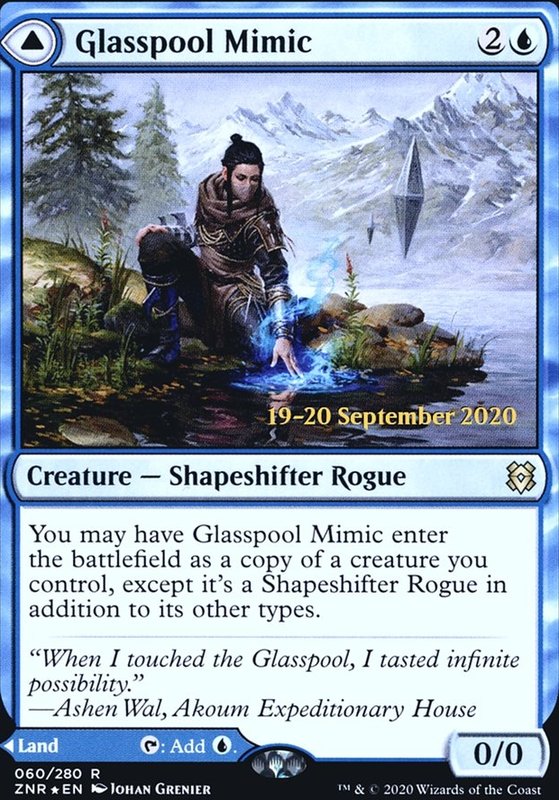 Glasspool Mimic 2
19-20 September 2020
Creature — Shapeshifter Rogue
You may have Glasspool Mimic enter
the battlefield as a copy of a creature you
control, except it's a Shapeshifter Rogue in
addition to its other types.
“When I touched the Glasspool, I tasted infinite
possibility.”
—Ashen Wal, Akoum Expeditionary House
Land : Add .
0/0
060/280 R
ZNR ★ EN Johan Grenier ™ & © 2020 Wizards of the Coast